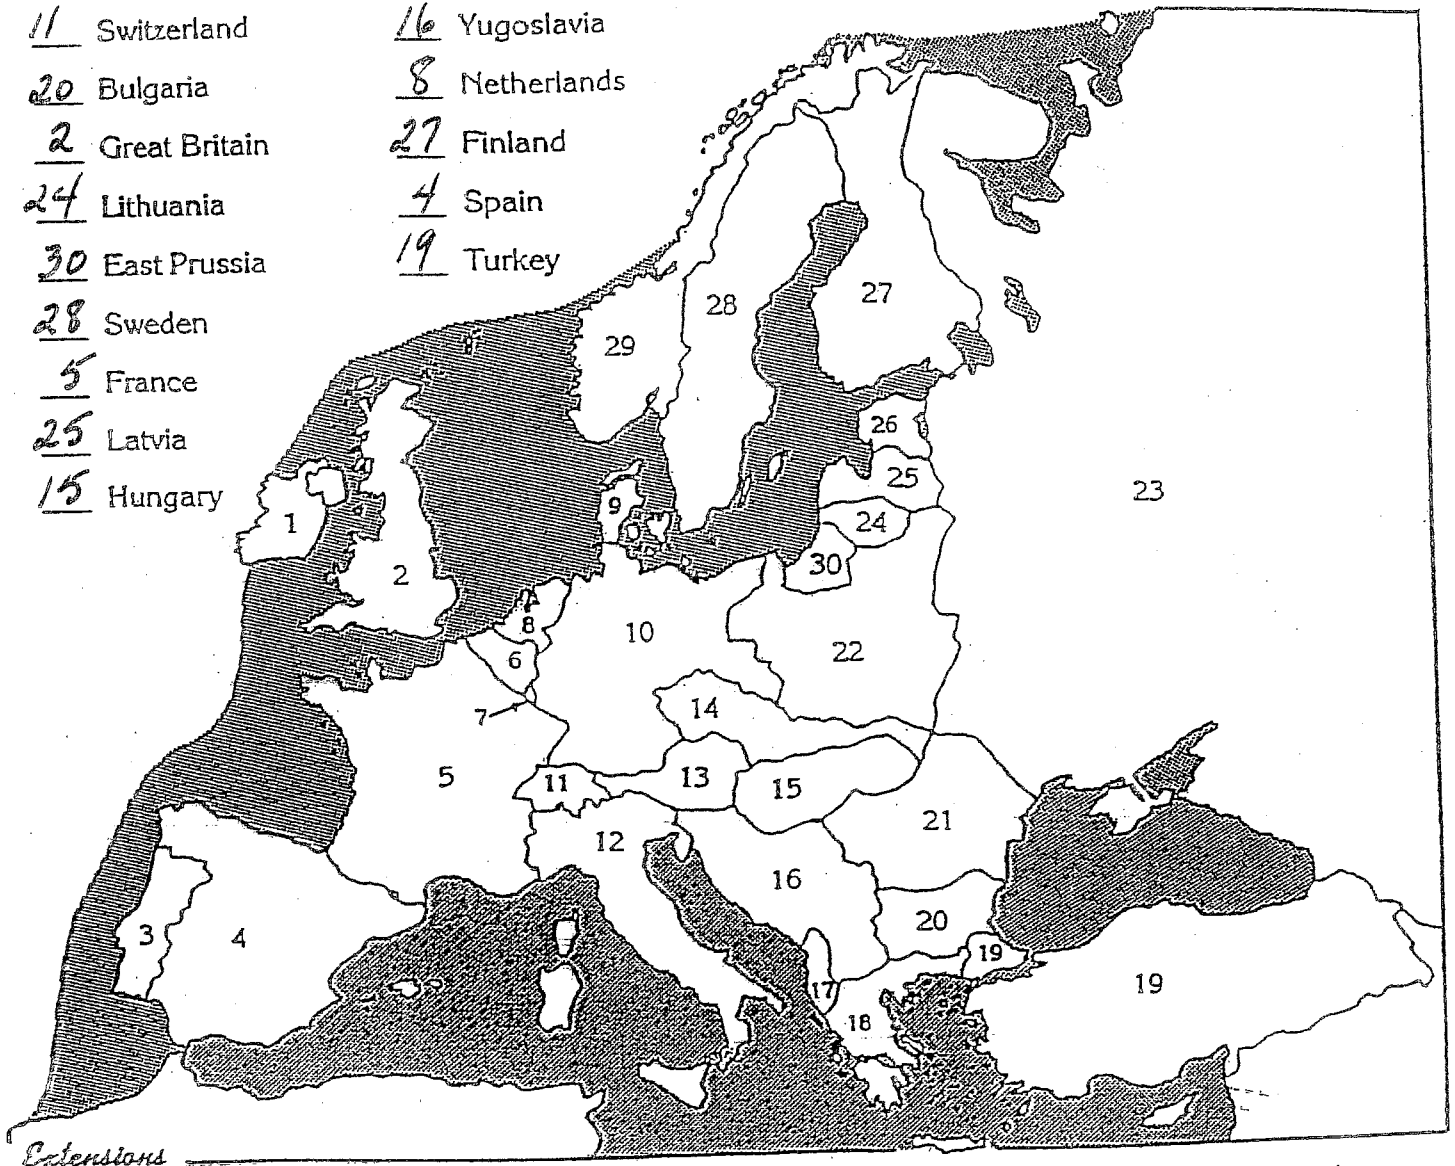 11 Switzerland
20 Bulgaria
2 Great Britain
24 Lithuania
30 East Prussia
28 Sweden
5 France
25 Latvia
15 Hungary
16 Yugoslavia
8 Netherlands
27 Finland
4 Spain
19 Turkey
28
27
29
26
25
23
1
9
24
2
30
8
10
6
22
7
14
5
11
13
15
12
21
16
3
4
20
19
17
19
18
Extensions